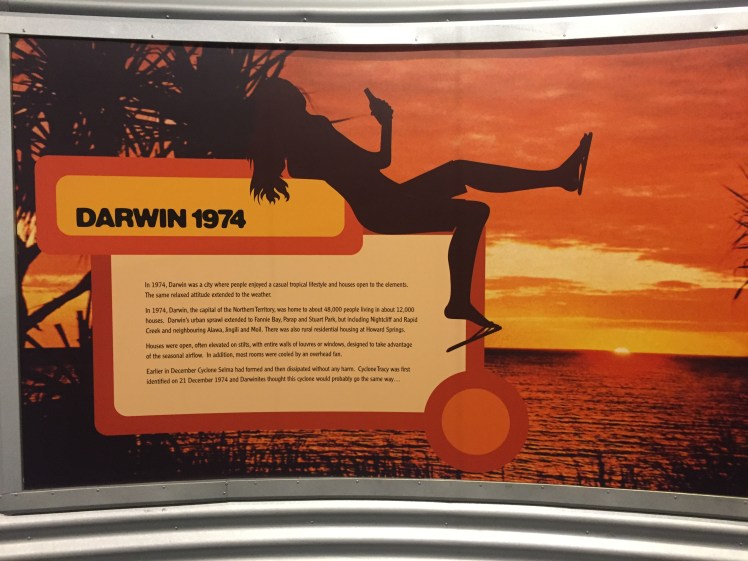 DARWIN 1974
In 1974, Darwin was a city where people enjoyed a casual tropical lifestyle and houses open to the elements.
The same relaxed attitude extended to the weather.
In 1974, Darwin, the capital of the Northern Territory, was home to about 48,000 people living in about 12,000
houses. Darwin's urban sprawl extended to Fannie Bay, Parap and Stuart Park, but including Nightcliff and Rapid
Creek and neighbouring Alawa, Jingili and Moil. There was also rural residential housing at Howard Springs.
Houses were open, often elevated on stilts, with entire walls of louvres or windows, designed to take advantage
of the seasonal airflow. In addition, most rooms were cooled by an overhead fan.
Earlier in December Cyclone Selma had formed and then dissipated without any harm. Cyclone Tracy was first
identified on 21 December 1974 and Darwinites thought this cyclone would probably go the same way...